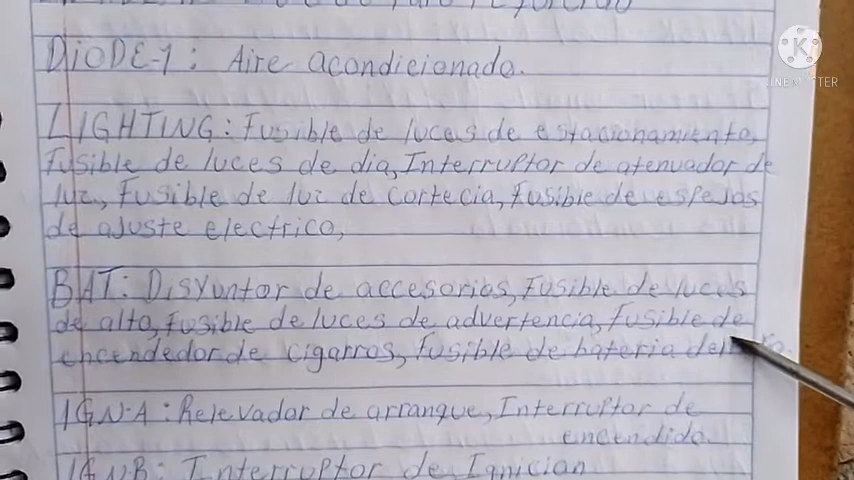 DIODE-1: Aire acondicionado.
LIGHTING: Fusible de luces de estacionamiento,
Fusible de luces de dia, Interruptor de atenuador de
luz, Fusible de luz de cortecia, Fusible de espejos
de ajuste electrico,
BAT: Disyuntor de accesorios, Fusible de luces
de alto, Fusible de luces de advertencia, Fusible de
encendedor de cigarros, Fusible de bateria del
IGN-A: Relevador de arranque, Interruptor de
encendido.
IGNB: Interruptor de Ignician
K